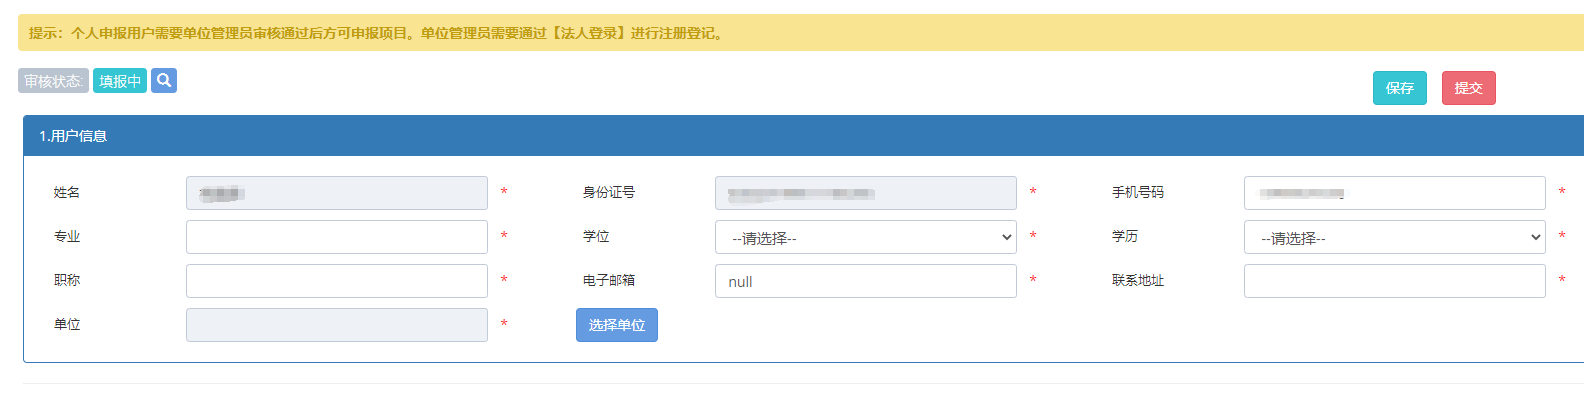 提示：个人申报用户需要单位管理员审核通过后方可申报项目。单位管理员需要通过【法人登录】进行注册登记。
审核状态: 填报中
保存 提交
1.用户信息
姓名 * 身份证号 * 手机号码 *
专业 * 学位 --请选择-- * 学历 --请选择-- *
职称 * 电子邮箱 null * 联系地址 *
单位 * 选择单位